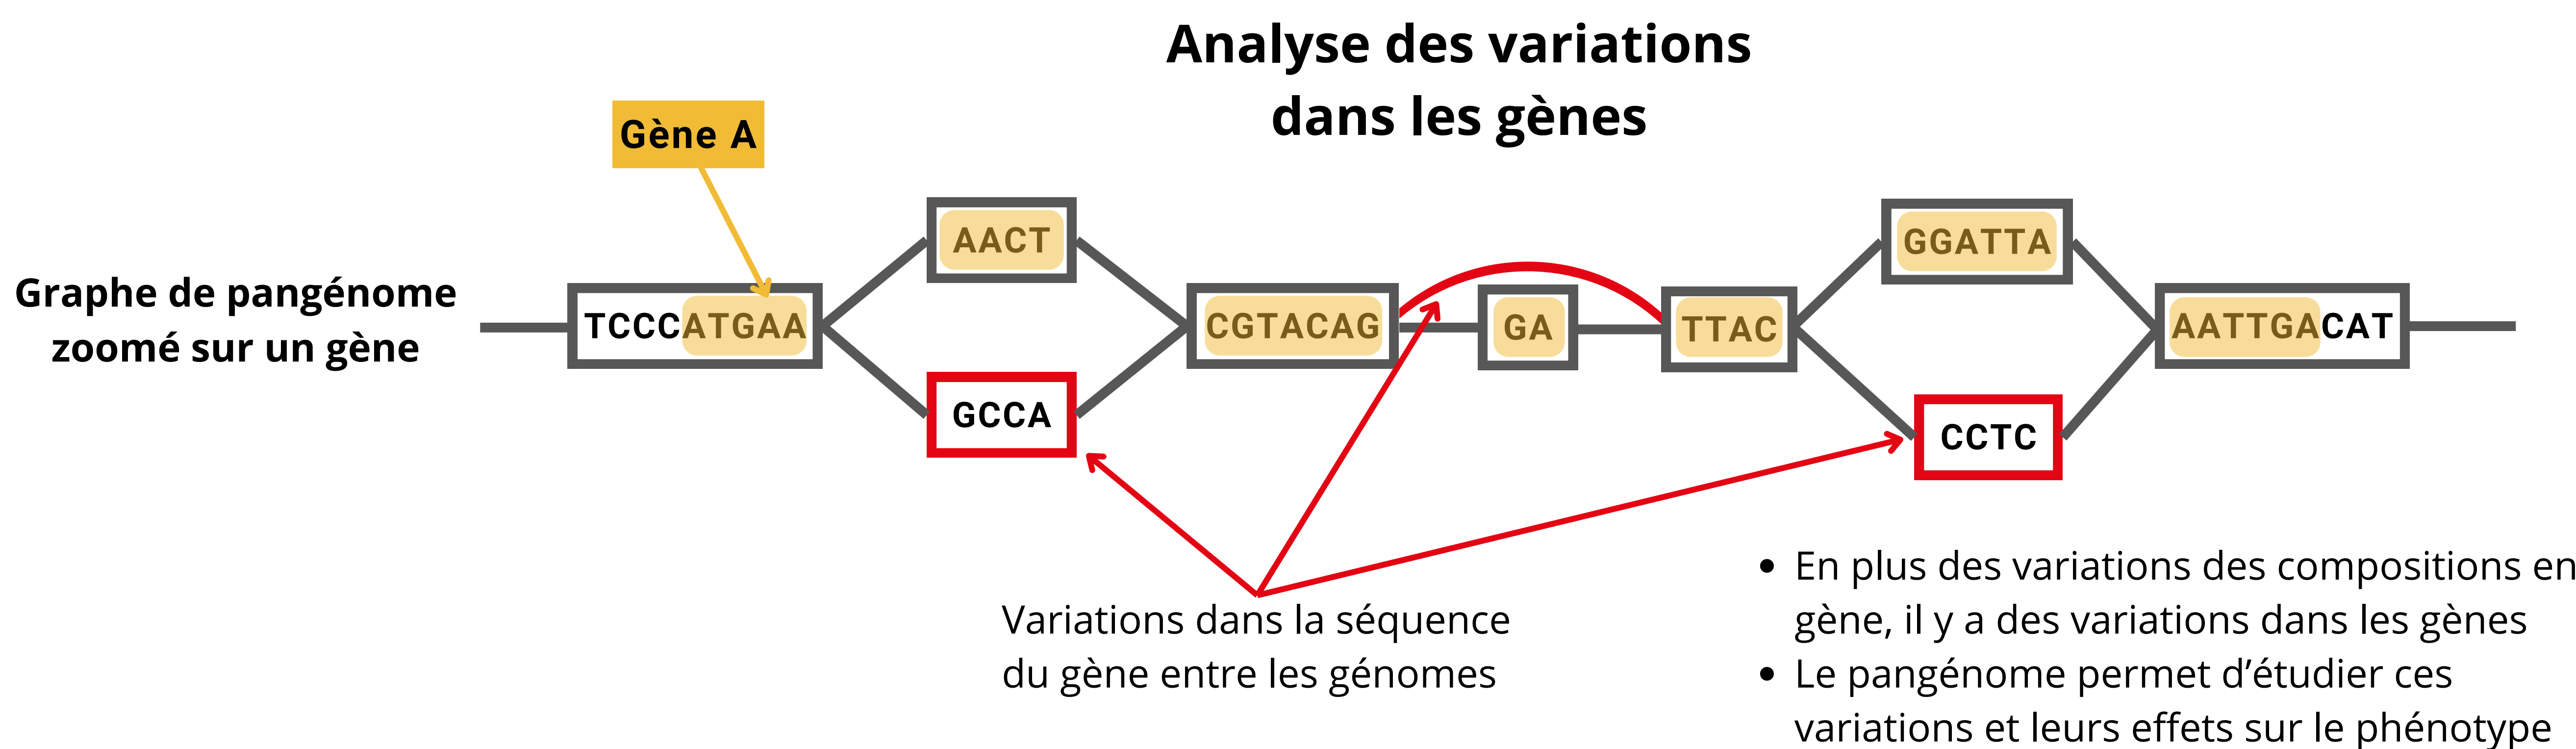 Analyse des variations
dans les gènes
Gène A
Graphe de pangénome
zoomé sur un gène
TCCCATGAA
AACT
GCCA
CGTACAG
GA
TTAC
GGATTA
CCTC
AATTGACAT
Variations dans la séquence
du gène entre les génomes
• En plus des variations des compositions en
gène, il y a des variations dans les gènes
• Le pangénome permet d’étudier ces
variations et leurs effets sur le phénotype